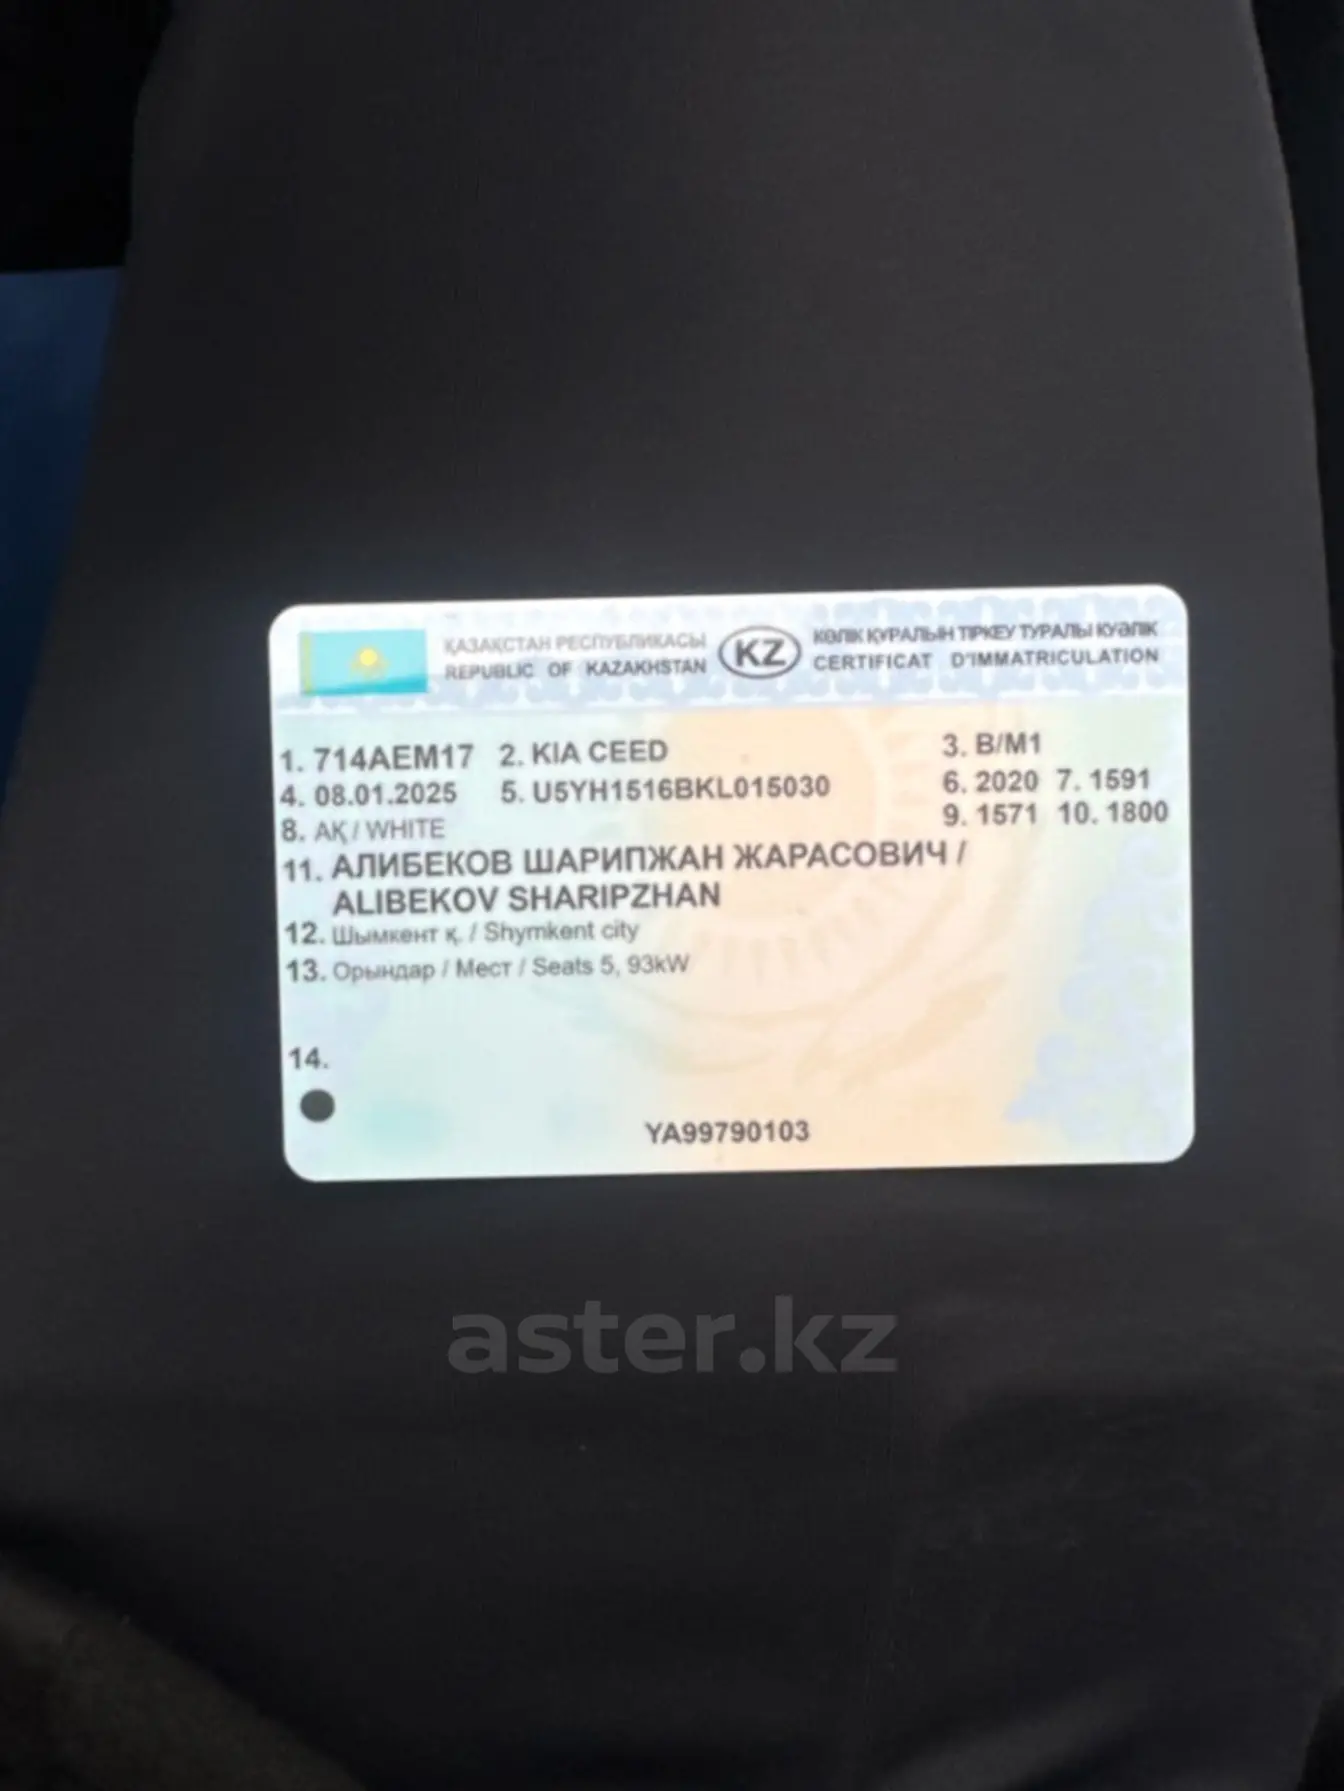 ҚАЗАҚСТАН РЕСПУБЛИКАСЫ
REPUBLIC OF KAZAKHSTAN
KZ
КӨЛІК ҚҰРАЛЫН ТІРКЕУ ТУРАЛЫ КУӘЛІК
CERTIFICAT D'IMMATRICULATION
1. 714AEM17 2. KIA CEED 3. B/M1
4. 08.01.2025 5. U5YH1516BKL015030 6. 2020 7. 1591
8. АҚ / WHITE 9. 1571 10. 1800
11. АЛИБЕКОВ ШАРИПЖАН ЖАРАСОВИЧ /
ALIBEKOV SHARIPZHAN
12. Шымкент қ. / Shymkent city
13. Орындар / Мест / Seats 5, 93kW
14.
YA99790103
aster.kz